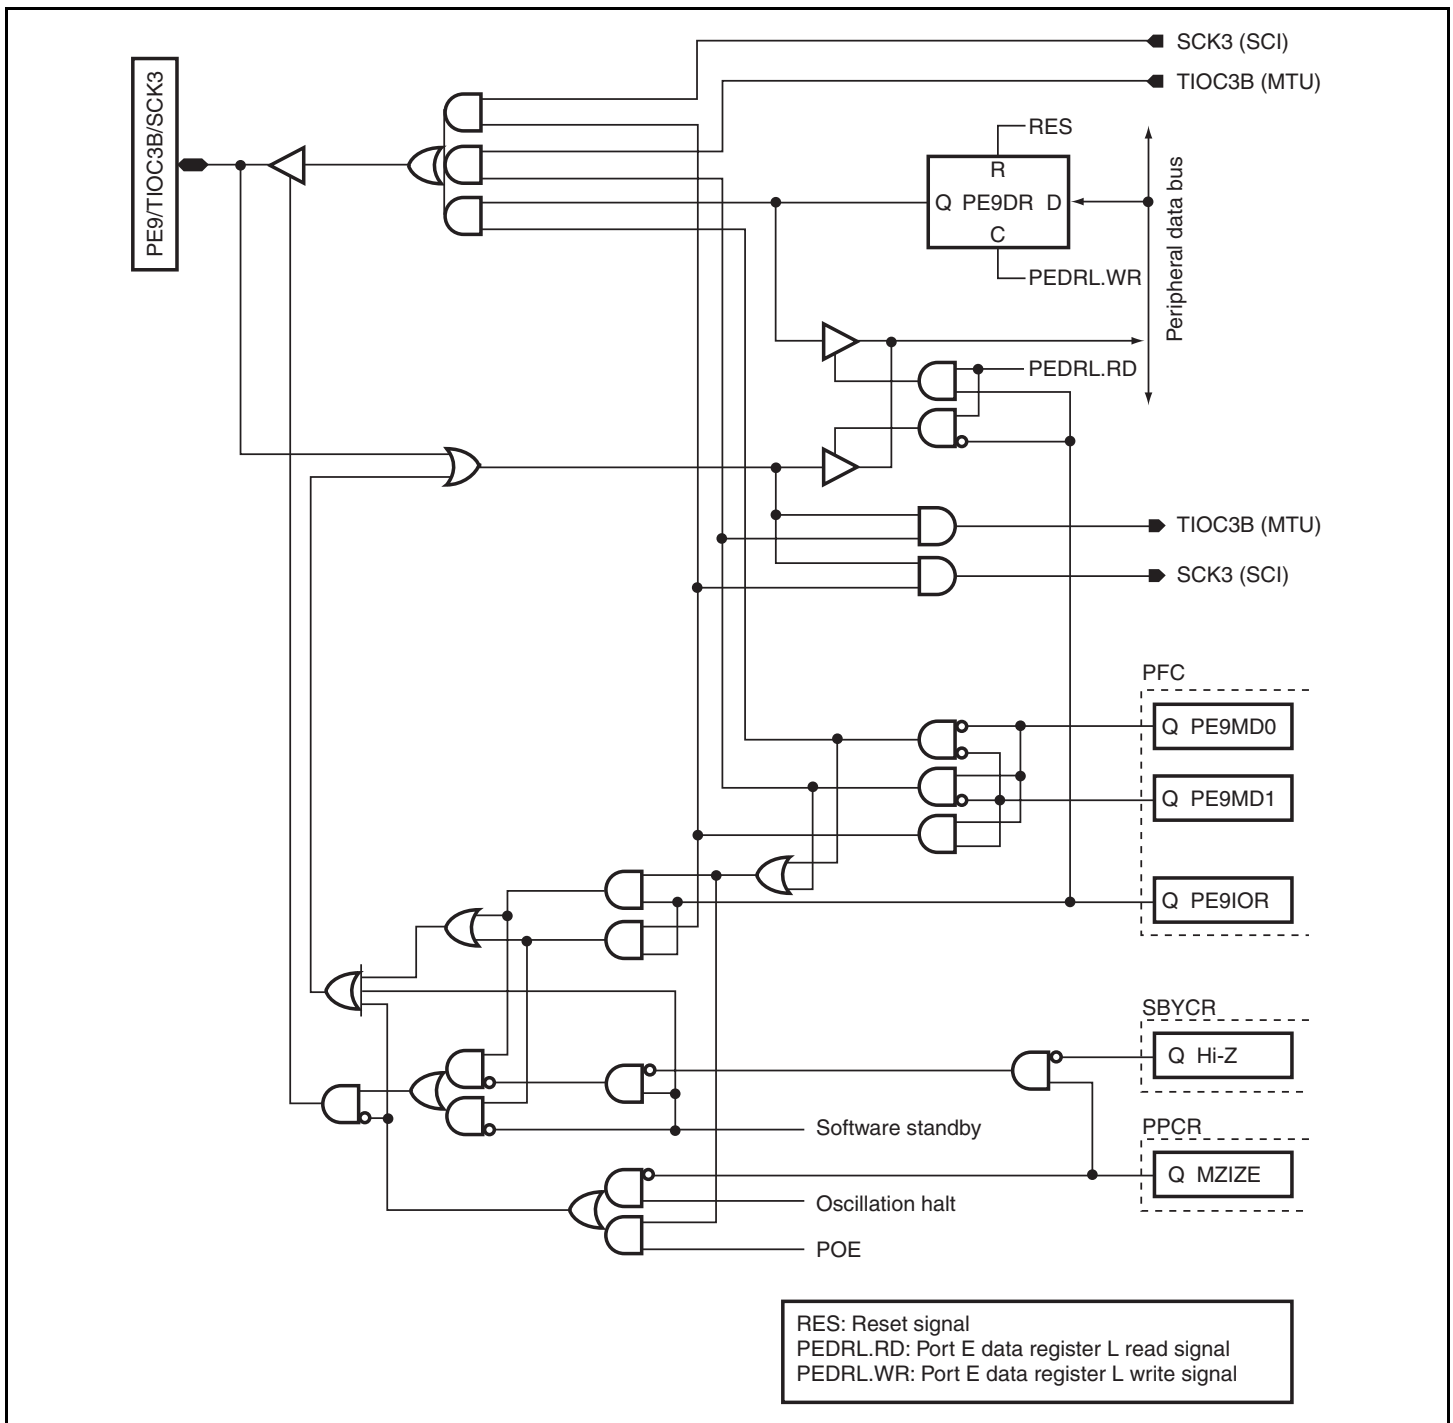 SCK3 (SCI)
TIOC3B (MTU)
PE9/TIOC3B/SCK3
RES
R
Q PE9DR D
C
PEDRL.WR
Peripheral data bus
PEDRL.RD
TIOC3B (MTU)
SCK3 (SCI)
PFC
Q PE9MD0
Q PE9MD1
Q PE9IOR
SBYCR
Q Hi-Z
Software standby
PPCR
Q MZIZE
Oscillation halt
POE
RES: Reset signal
PEDRL.RD: Port E data register L read signal
PEDRL.WR: Port E data register L write signal